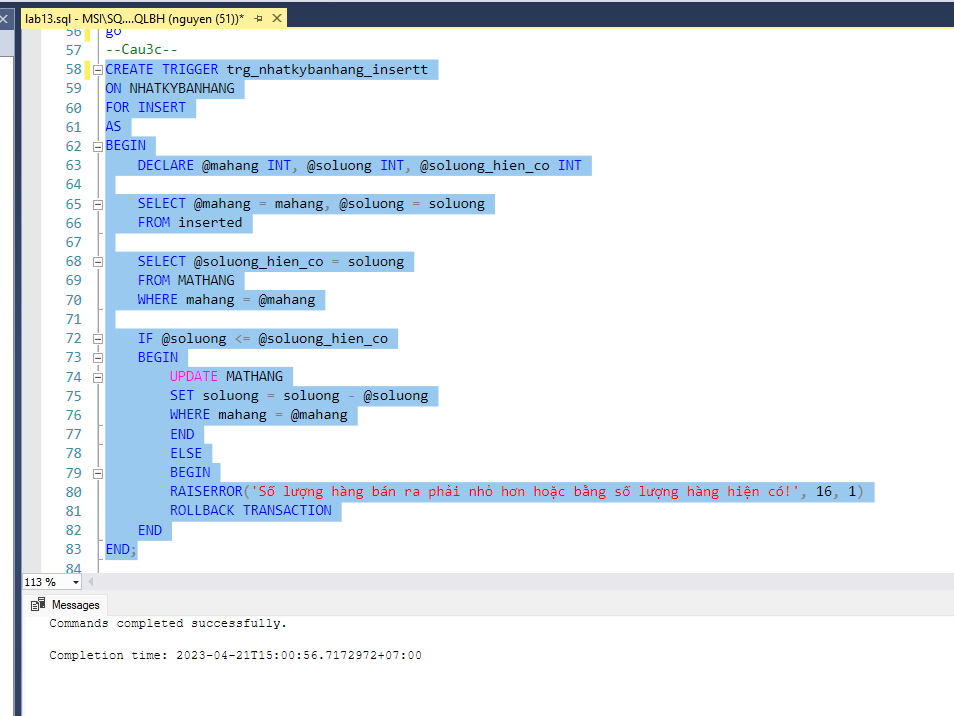 lab13.sql - MSI\SQ....QLBH (nguyen (51))*
56 go
57 --Cau3c--
58 CREATE TRIGGER trg_nhatkybanhang_insertt
59 ON NHATKYBANHANG
60 FOR INSERT
61 AS
62 BEGIN
63 DECLARE @mahang INT, @soluong INT, @soluong_hien_co INT
64
65 SELECT @mahang = mahang, @soluong = soluong
66 FROM inserted
67
68 SELECT @soluong_hien_co = soluong
69 FROM MATHANG
70 WHERE mahang = @mahang
71
72 IF @soluong <= @soluong_hien_co
73 BEGIN
74 UPDATE MATHANG
75 SET soluong = soluong - @soluong
76 WHERE mahang = @mahang
77 END
78 ELSE
79 BEGIN
80 RAISERROR('Số lượng hàng bán ra phải nhỏ hơn hoặc bằng số lượng hàng hiện có!', 16, 1)
81 ROLLBACK TRANSACTION
82 END
83 END;
84
113 %
Messages
Commands completed successfully.
Completion time: 2023-04-21T15:00:56.7172972+07:00